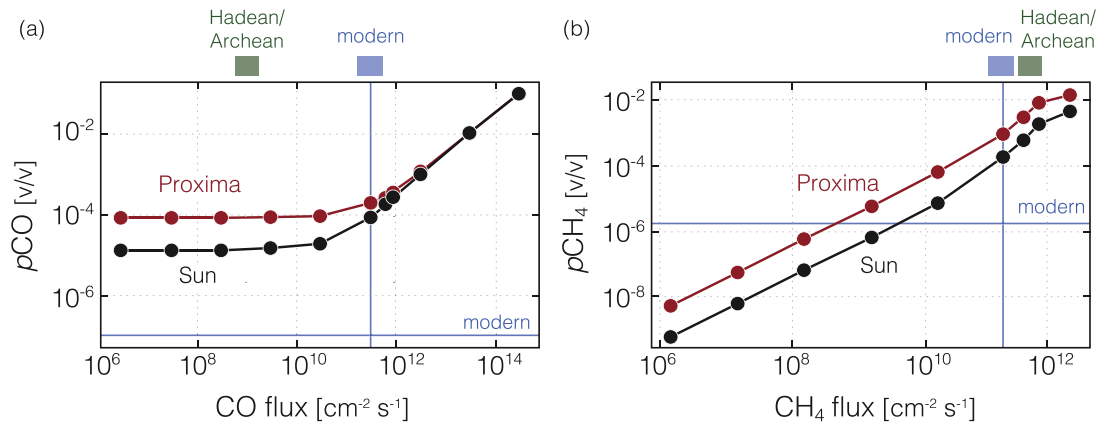 (a)
Hadean/
Archean
modern
Proxima
Sun
modern
pCO [v/v]
10⁻²
10⁻⁴
10⁻⁶
10⁶
10⁸
10¹⁰
10¹²
10¹⁴
CO flux [cm⁻² s⁻¹]
(b)
modern
Hadean/
Archean
Proxima
modern
Sun
pCH₄ [v/v]
10⁻²
10⁻⁴
10⁻⁶
10⁻⁸
10⁶
10⁸
10¹⁰
10¹²
CH₄ flux [cm⁻² s⁻¹]